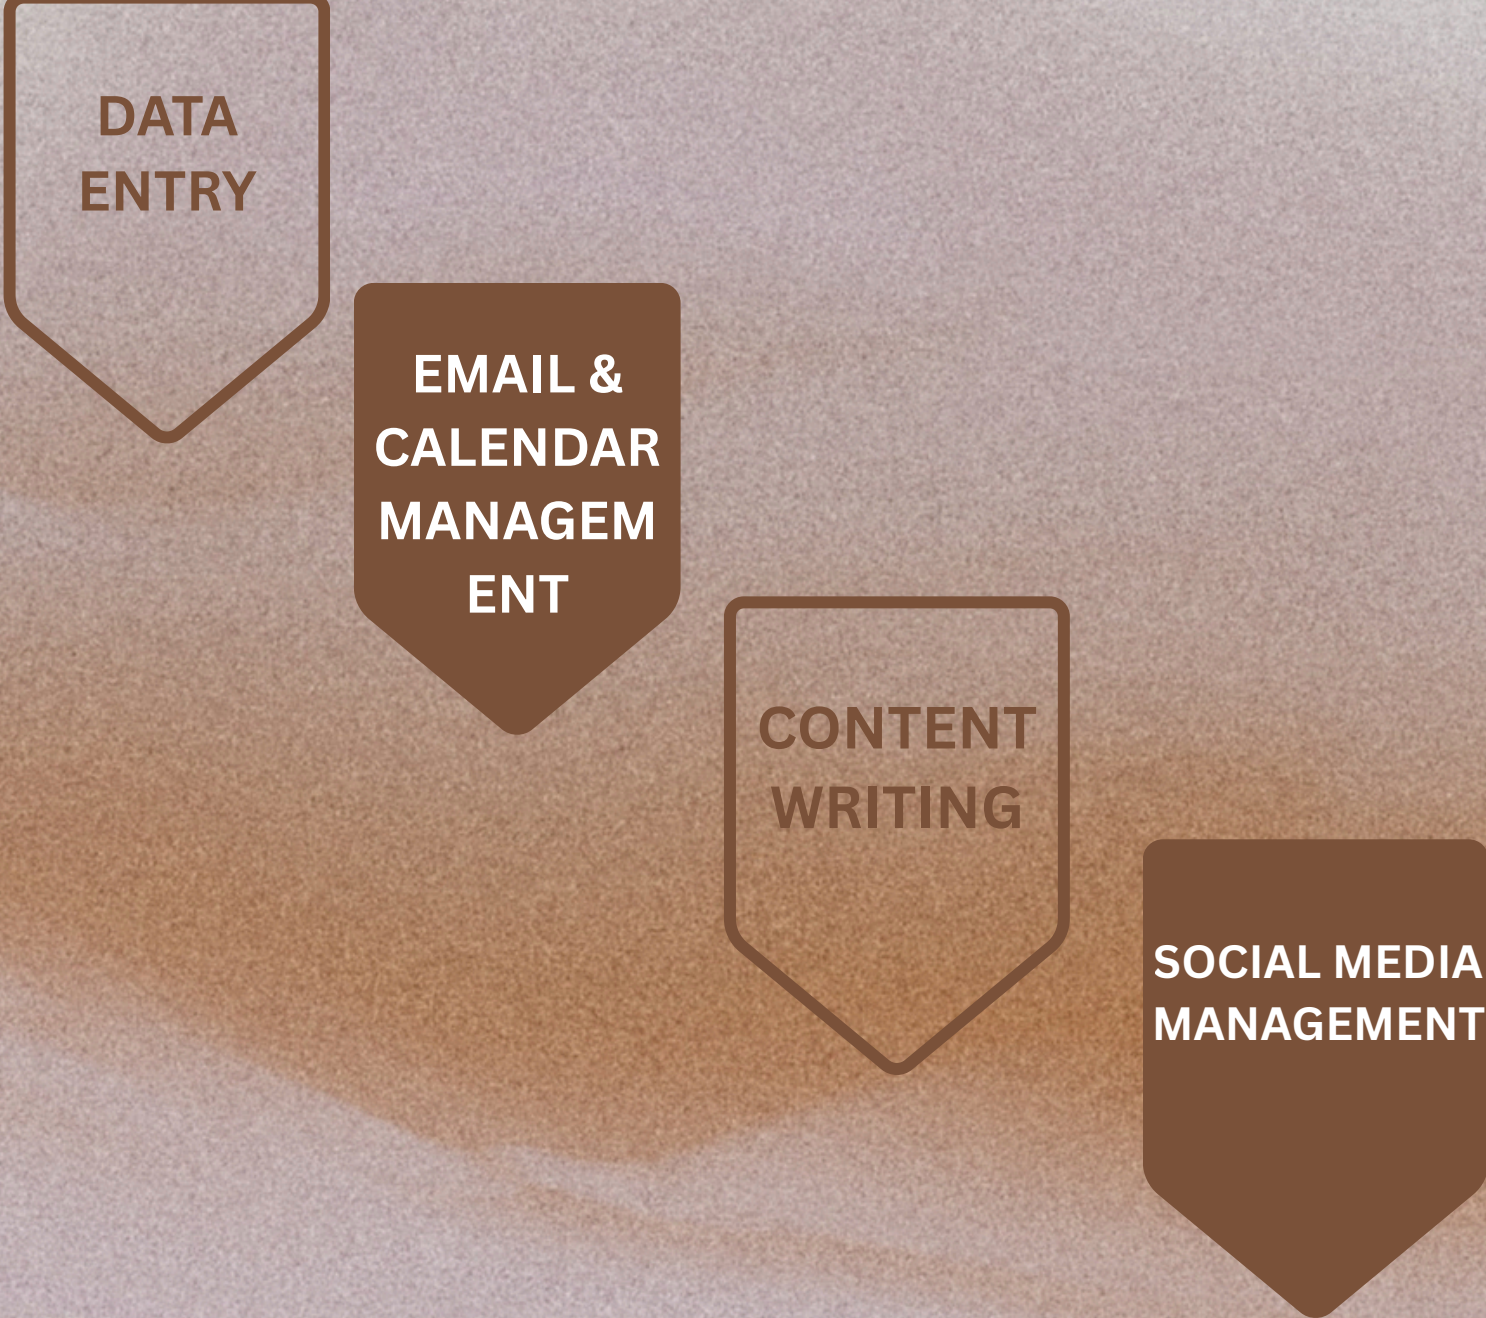 DATA
ENTRY
EMAIL &
CALENDAR
MANAGEM
ENT
CONTENT
WRITING
SOCIAL MEDIA
MANAGEMENT